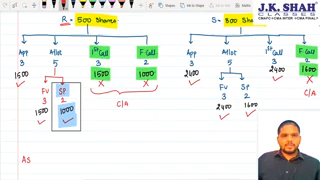 R = 500 Shares
S = 800 Shares
J.K. SHAH
CLASSES
App Allot 1st Call F Call
3 5 3 2
1500 1500 1000
FV SP
3 2
1500 1000
C/A
App Allot 1st Call F Call
3 5 3 2
2400 2400 1600
FV SP
3 2
2400 1600
C/A
AS